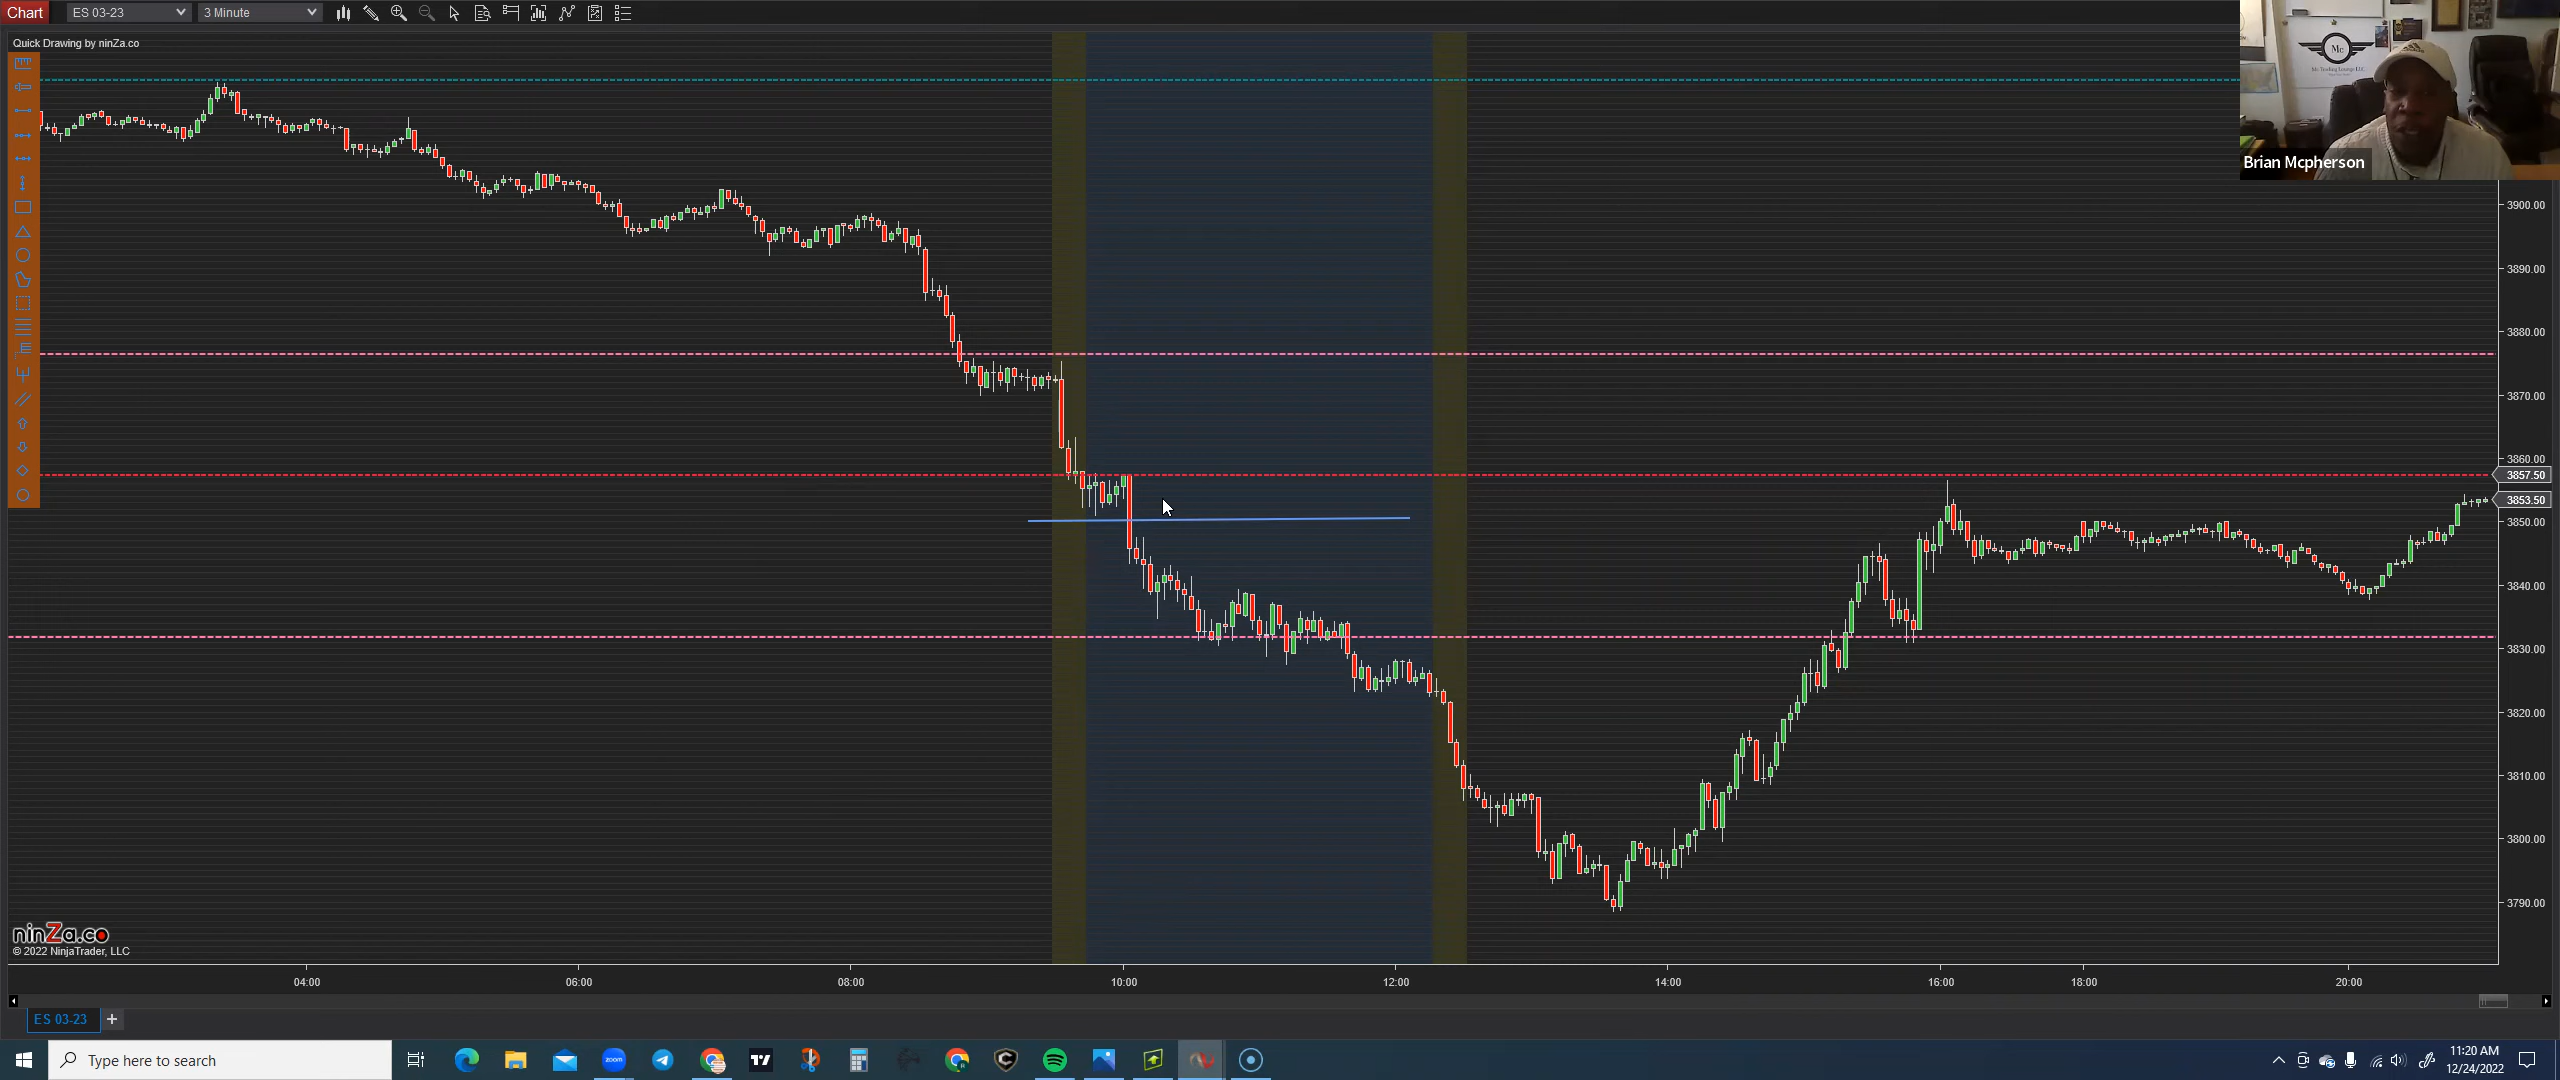 Chart ES 03-23 3 Minute
Quick Drawing by ninZa.co
Mc
Brian Mcpherson
3900.00
3890.00
3880.00
3870.00
3860.00
3857.50
3853.50
3850.00
3840.00
3830.00
3820.00
3810.00
3800.00
3790.00
ninZa.co
© 2022 NinjaTrader, LLC
04:00 06:00 08:00 10:00 12:00 14:00 16:00 18:00 20:00
ES 03-23 +
Type here to search
zoom
11:20 AM
12/24/2022